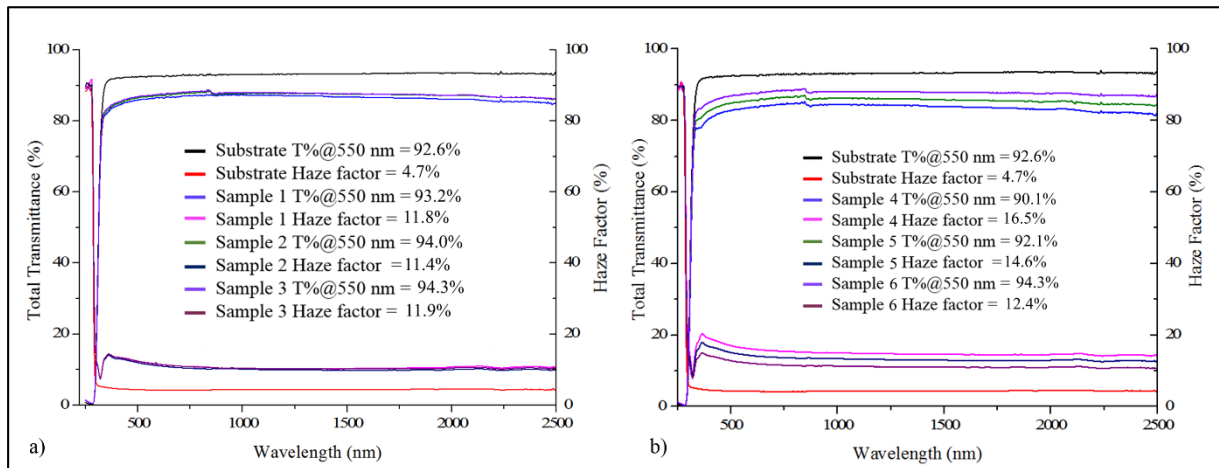 100
80
60
40
20
0
Total Transmittance (%)
Substrate T%@550 nm = 92.6%
Substrate Haze factor = 4.7%
Sample 1 T%@550 nm = 93.2%
Sample 1 Haze factor = 11.8%
Sample 2 T%@550 nm = 94.0%
Sample 2 Haze factor =11.4%
Sample 3 T%@550 nm = 94.3%
Sample 3 Haze factor = 11.9%
100
80
60
40
20
0
Haze Factor (%)
500 1000 1500 2000 2500
Wavelength (nm)
a)
100
80
60
40
20
0
Total Transmittance (%)
Substrate T%@550 nm = 92.6%
Substrate Haze factor = 4.7%
Sample 4 T%@550 nm = 90.1%
Sample 4 Haze factor = 16.5%
Sample 5 T%@550 nm = 92.1%
Sample 5 Haze factor =14.6%
Sample 6 T%@550 nm = 94.3%
Sample 6 Haze factor = 12.4%
100
80
60
40
20
0
Haze Factor (%)
500 1000 1500 2000 2500
Wavelength (nm)
b)